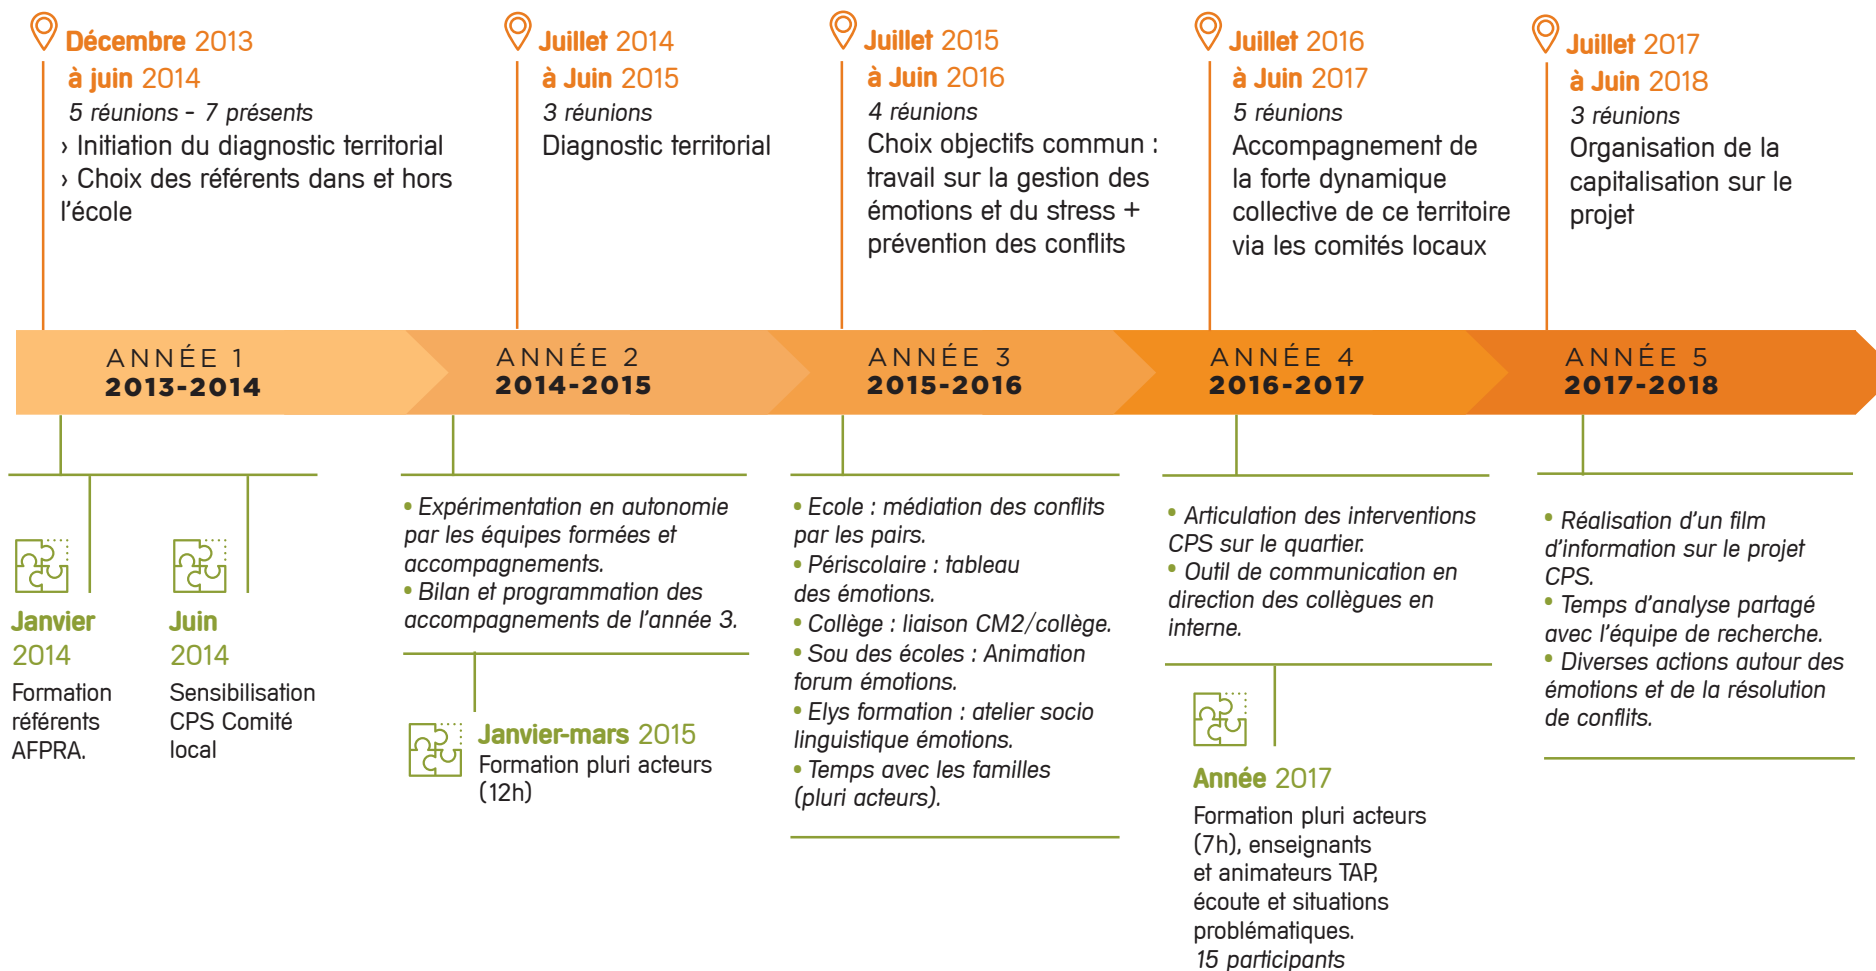 Décembre 2013
à juin 2014
5 réunions - 7 présents
› Initiation du diagnostic territorial
› Choix des référents dans et hors
l'école
Juillet 2014
à Juin 2015
3 réunions
Diagnostic territorial
Juillet 2015
à Juin 2016
4 réunions
Choix objectifs commun :
travail sur la gestion des
émotions et du stress +
prévention des conflits
Juillet 2016
à Juin 2017
5 réunions
Accompagnement de
la forte dynamique
collective de ce territoire
via les comités locaux
Juillet 2017
à Juin 2018
3 réunions
Organisation de la
capitalisation sur le
projet
ANNÉE 1
2013-2014
ANNÉE 2
2014-2015
ANNÉE 3
2015-2016
ANNÉE 4
2016-2017
ANNÉE 5
2017-2018
Janvier
2014
Formation
référents
AFPRA.
Juin
2014
Sensibilisation
CPS Comité
local
• Expérimentation en autonomie
par les équipes formées et
accompagnements.
• Bilan et programmation des
accompagnements de l'année 3.
Janvier-mars 2015
Formation pluri acteurs
(12h)
• Ecole : médiation des conflits
par les pairs.
• Périscolaire : tableau
des émotions.
• Collège : liaison CM2/collège.
• Sou des écoles : Animation
forum émotions.
• Elys formation : atelier socio
linguistique émotions.
• Temps avec les familles
(pluri acteurs).
• Articulation des interventions
CPS sur le quartier.
• Outil de communication en
direction des collègues en
interne.
Année 2017
Formation pluri acteurs
(7h), enseignants
et animateurs TAP,
écoute et situations
problématiques.
15 participants
• Réalisation d'un film
d'information sur le projet
CPS.
• Temps d'analyse partagé
avec l'équipe de recherche.
• Diverses actions autour des
émotions et de la résolution
de conflits.